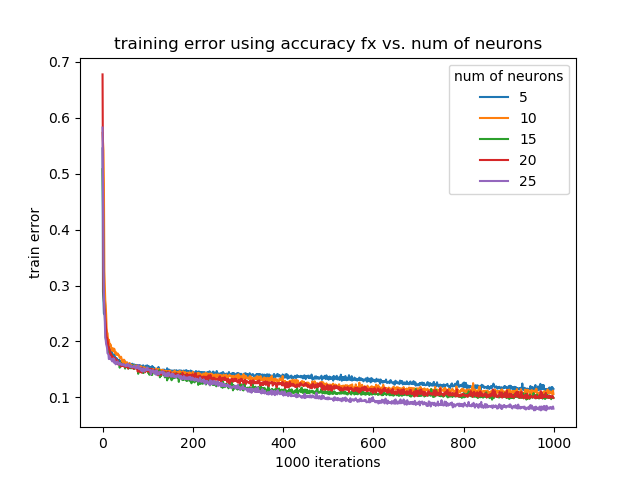 training error using accuracy fx vs. num of neurons
0.7
0.6
0.5
0.4
0.3
0.2
0.1
train error
num of neurons
5
10
15
20
25
0 200 400 600 800 1000
1000 iterations